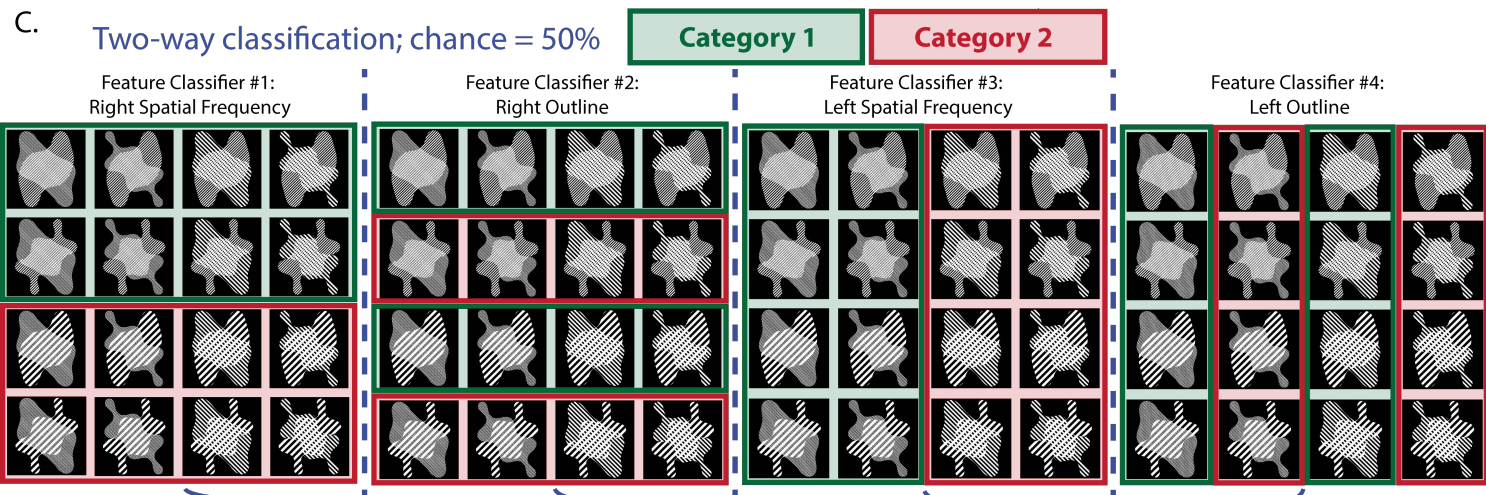 C.
Two-way classification; chance = 50%
Category 1
Category 2
Feature Classifier #1:
Right Spatial Frequency
Feature Classifier #2:
Right Outline
Feature Classifier #3:
Left Spatial Frequency
Feature Classifier #4:
Left Outline